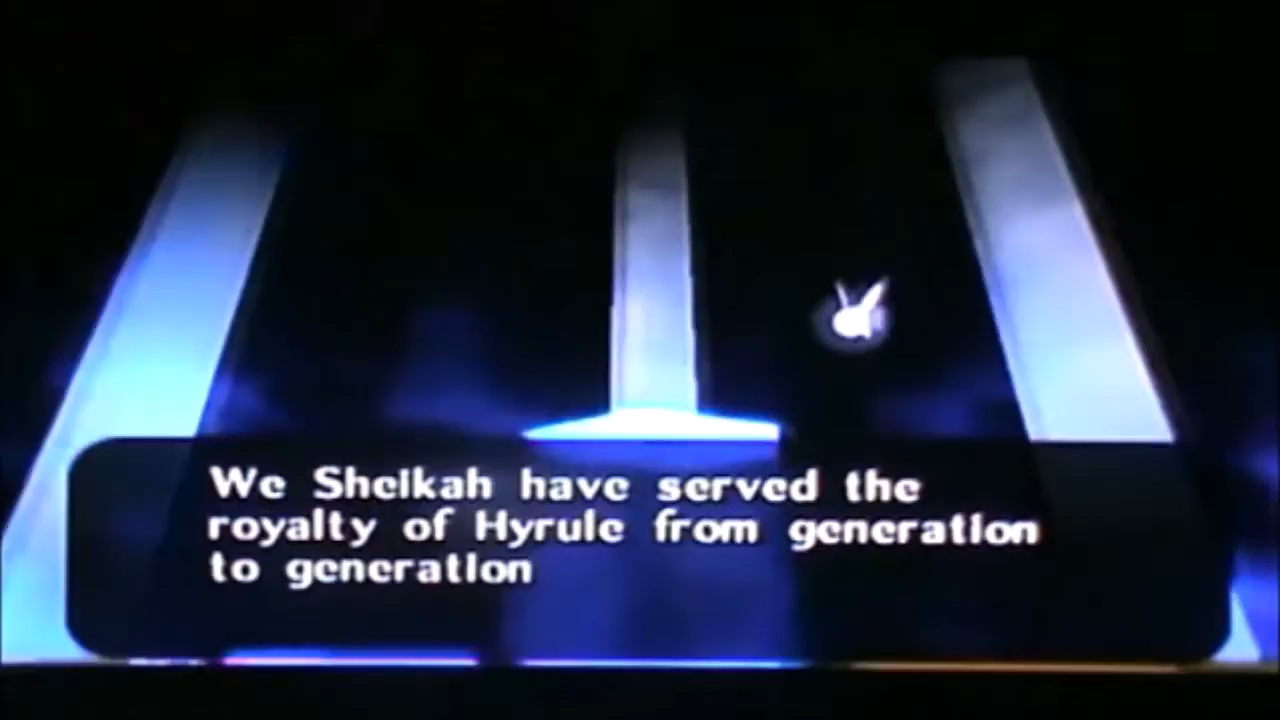 We Sheikah have served the
royalty of Hyrule from generation
to generation